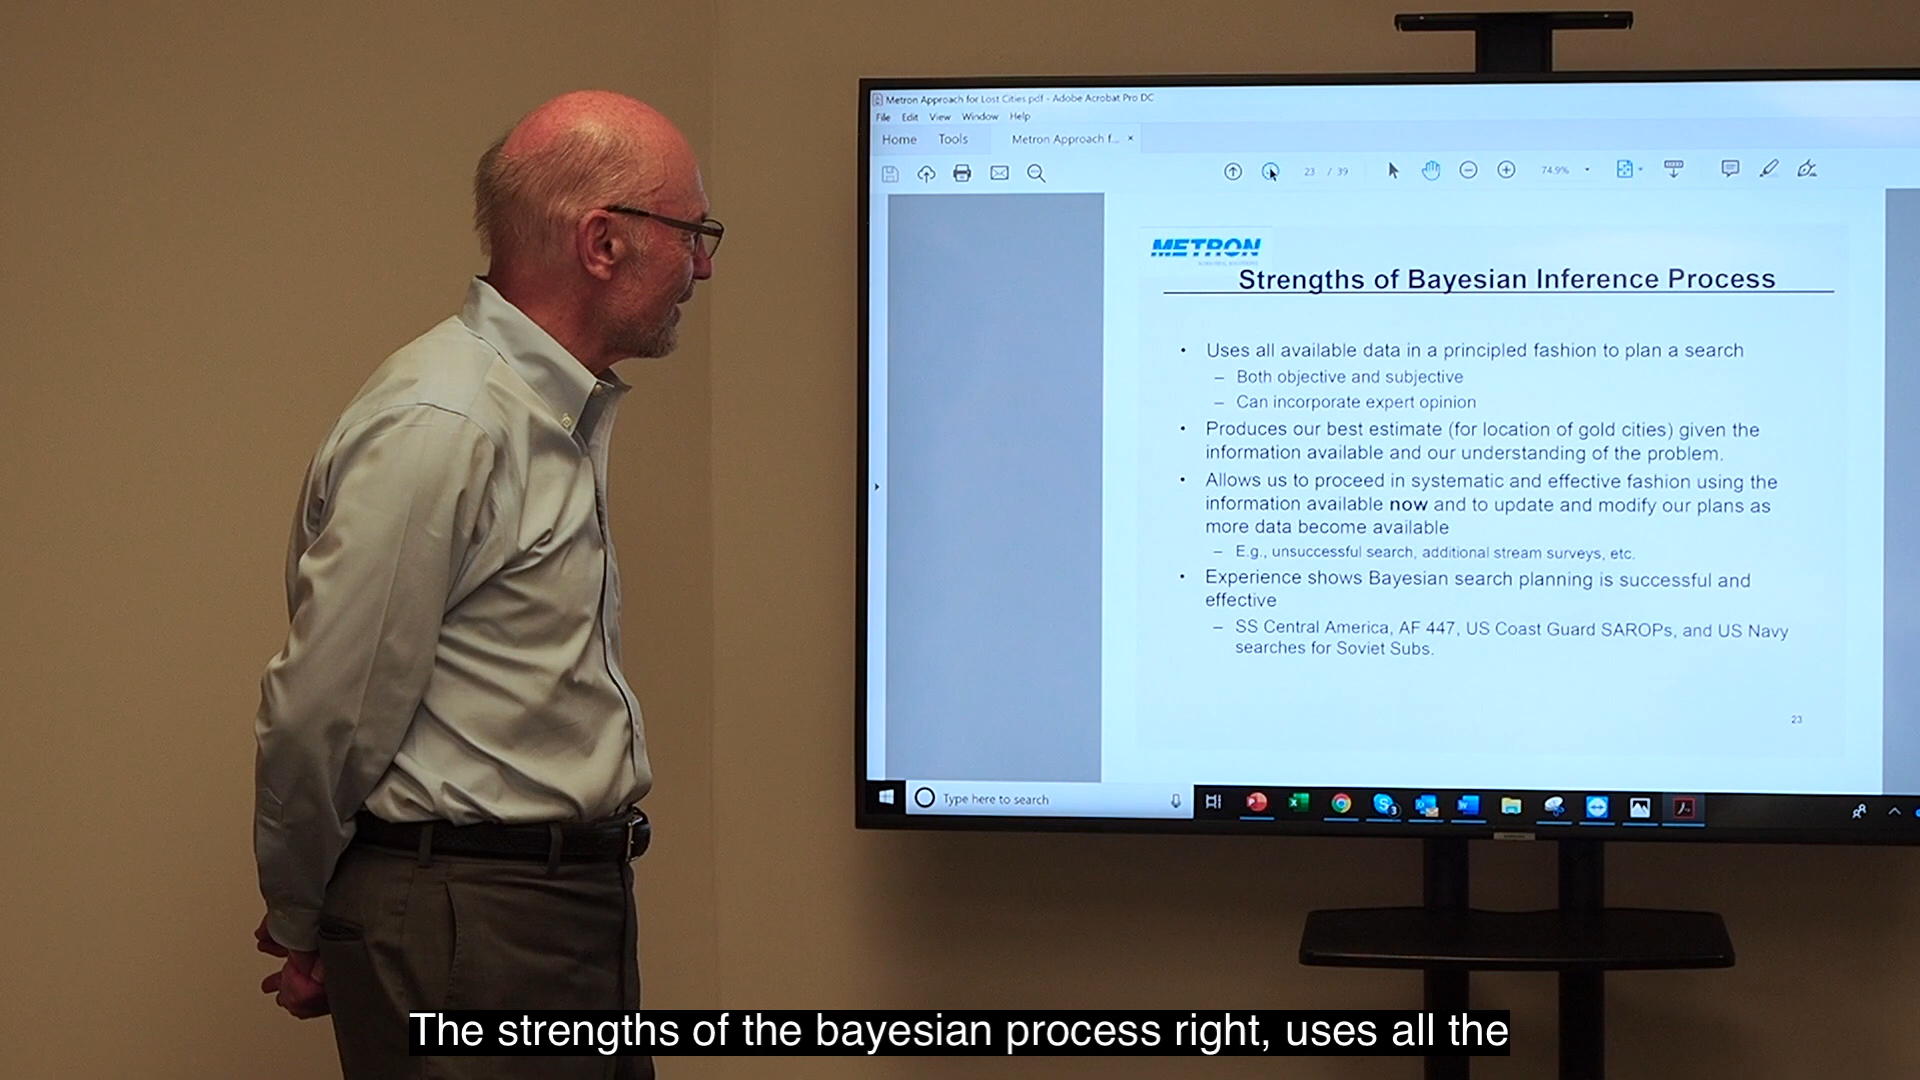 Metron Approach for Lost Cities.pdf - Adobe Acrobat Pro DC
File Edit View Window Help
Home Tools Metron Approach f... ×
23 / 39 74.9%
METRON
Strengths of Bayesian Inference Process
• Uses all available data in a principled fashion to plan a search
– Both objective and subjective
– Can incorporate expert opinion
• Produces our best estimate (for location of gold cities) given the
information available and our understanding of the problem.
• Allows us to proceed in systematic and effective fashion using the
information available now and to update and modify our plans as
more data become available
– E.g., unsuccessful search, additional stream surveys, etc.
• Experience shows Bayesian search planning is successful and
effective
– SS Central America, AF 447, US Coast Guard SAROPs, and US Navy
searches for Soviet Subs.
23
Type here to search
The strengths of the bayesian process right, uses all the